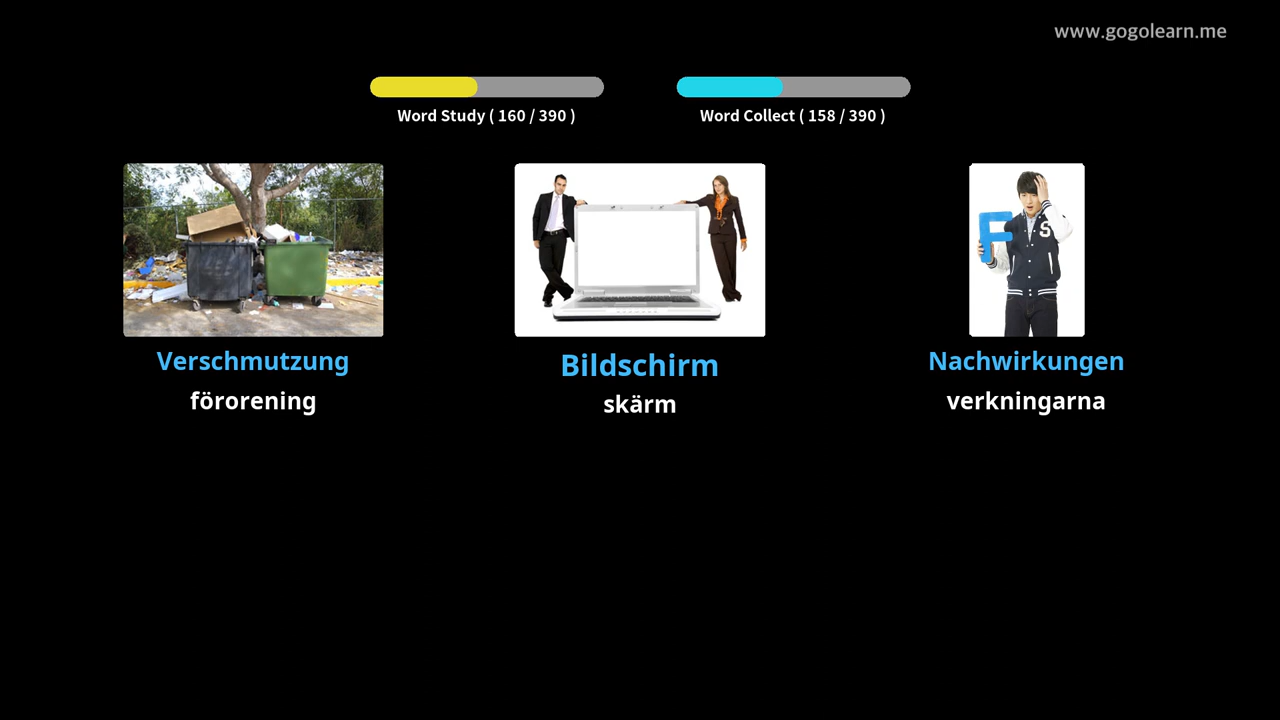 www.gogolearn.me
Word Study ( 160 / 390 )
Word Collect ( 158 / 390 )
F
S
Verschmutzung
Bildschirm
Nachwirkungen
förorening
skärm
verkningarna